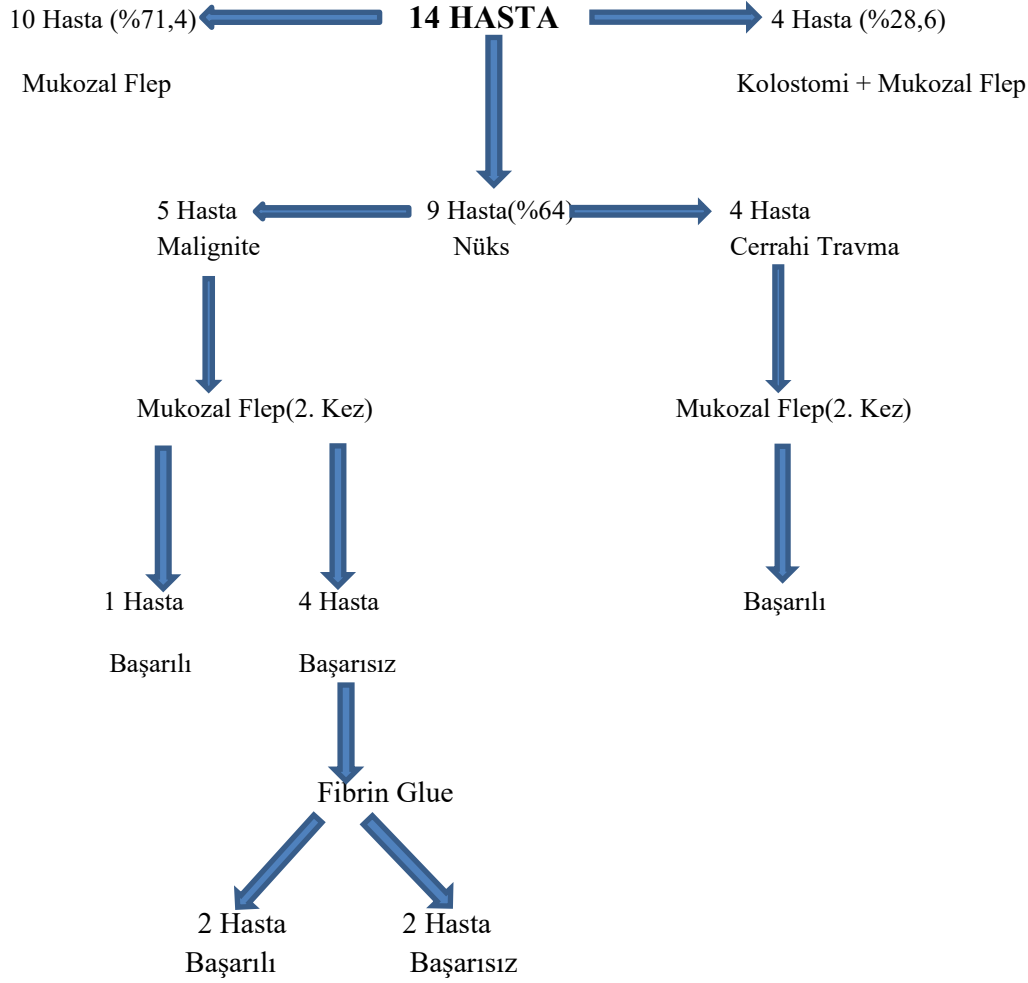 10 Hasta (%71,4)
14 HASTA
4 Hasta (%28,6)
Mukozal Flep
Kolostomi + Mukozal Flep
5 Hasta
9 Hasta(%64)
4 Hasta
Malignite
Nüks
Cerrahi Travma
Mukozal Flep(2. Kez)
Mukozal Flep(2. Kez)
1 Hasta
4 Hasta
Başarılı
Başarılı
Başarısız
Fibrin Glue
2 Hasta
2 Hasta
Başarılı
Başarısız